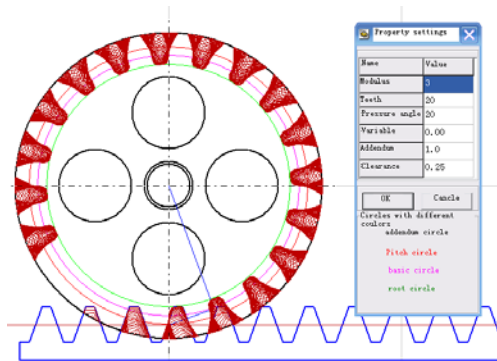 Property settings
Name Value
Modulus 3
Teeth 20
Pressure angle 20
Variable 0.00
Addendum 1.0
Clearance 0.25
OK Cancle
Circles with different
coulors
addendum circle
Pitch circle
basic circle
root circle